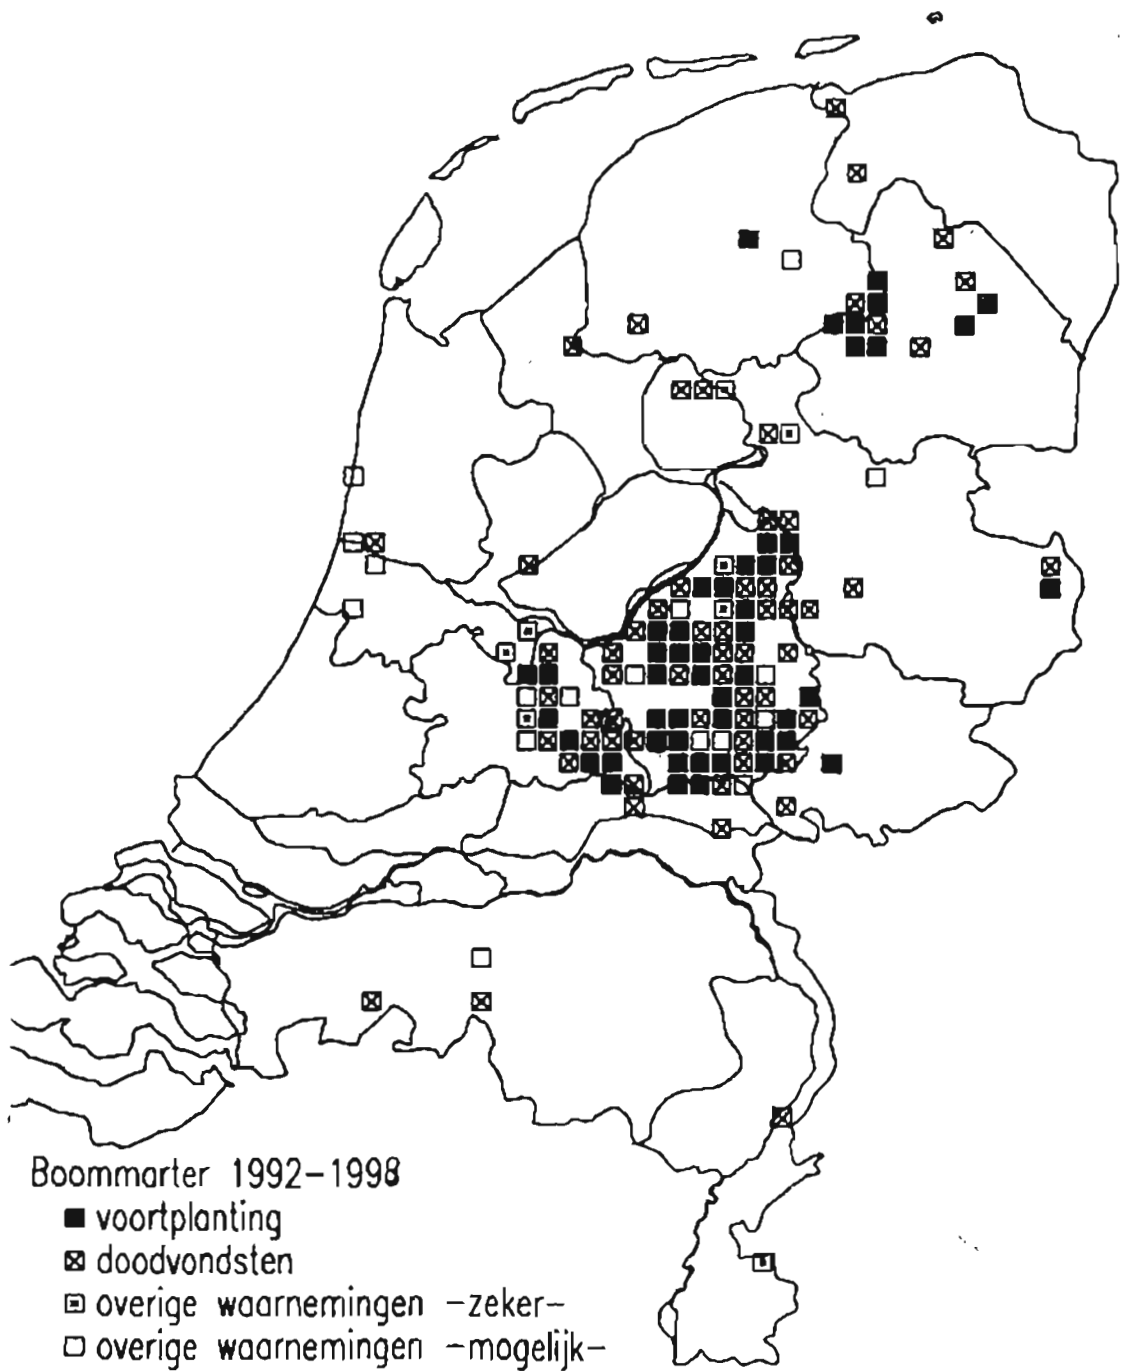 Boommarter 1992-1998
voortplanting
doodvondsten
overige waarnemingen -zeker-
overige waarnemingen -mogelijk-